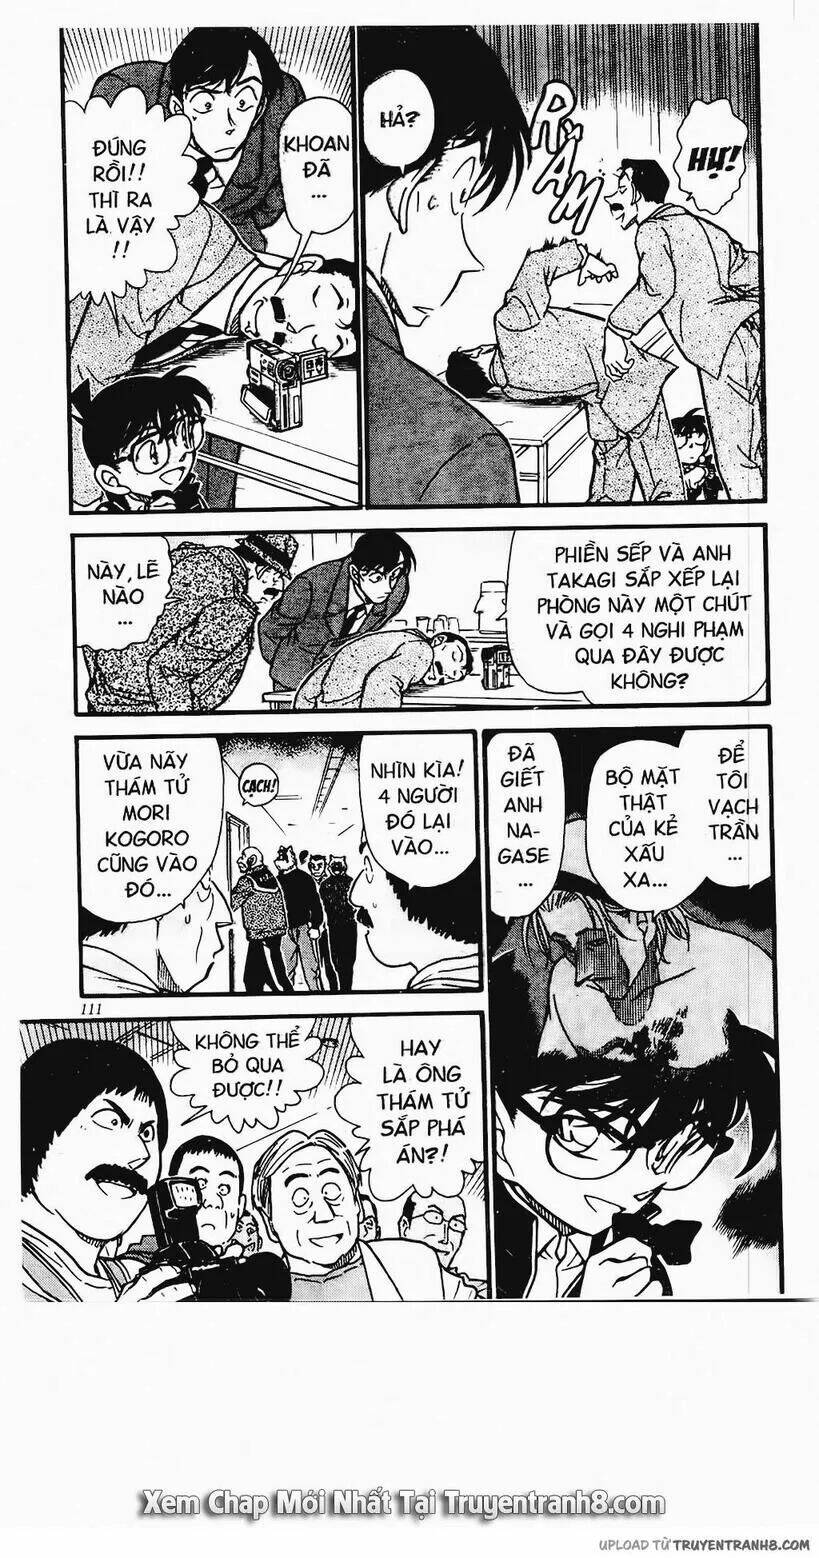 HỰ!
RẦM
HẢ?
KHOAN
ĐÃ
...
ĐÚNG
RỒI!!
THÌ RA
LÀ VẬY
!!
PHIỀN SẾP VÀ ANH
TAKAGI SẮP XẾP LẠI
PHÒNG NÀY MỘT CHÚT
VÀ GỌI 4 NGHI PHẠM
QUA ĐÂY ĐƯỢC
KHÔNG?
NÀY, LẼ
NÀO
...
ĐỂ
TÔI
VẠCH
TRẦN
...
BỘ MẶT
THẬT
CỦA KẺ
XẤU
XA...
ĐÃ
GIẾT
ANH
NA-
GASE
...
NHÌN KÌA!
4 NGƯỜI
ĐÓ LẠI
VÀO...
CẠCH!
VỪA NÃY
THÁM TỬ
MORI
KOGORO
CŨNG VÀO
ĐÓ...
111
HAY
LÀ ÔNG
THÁM TỬ
SẮP PHÁ
ÁN?!
KHÔNG THỂ
BỎ QUA
ĐƯỢC!!
Xem Chap Mới Nhất Tại Truyentranh8.com
UPLOAD TỪ TRUYENTRANH8.COM